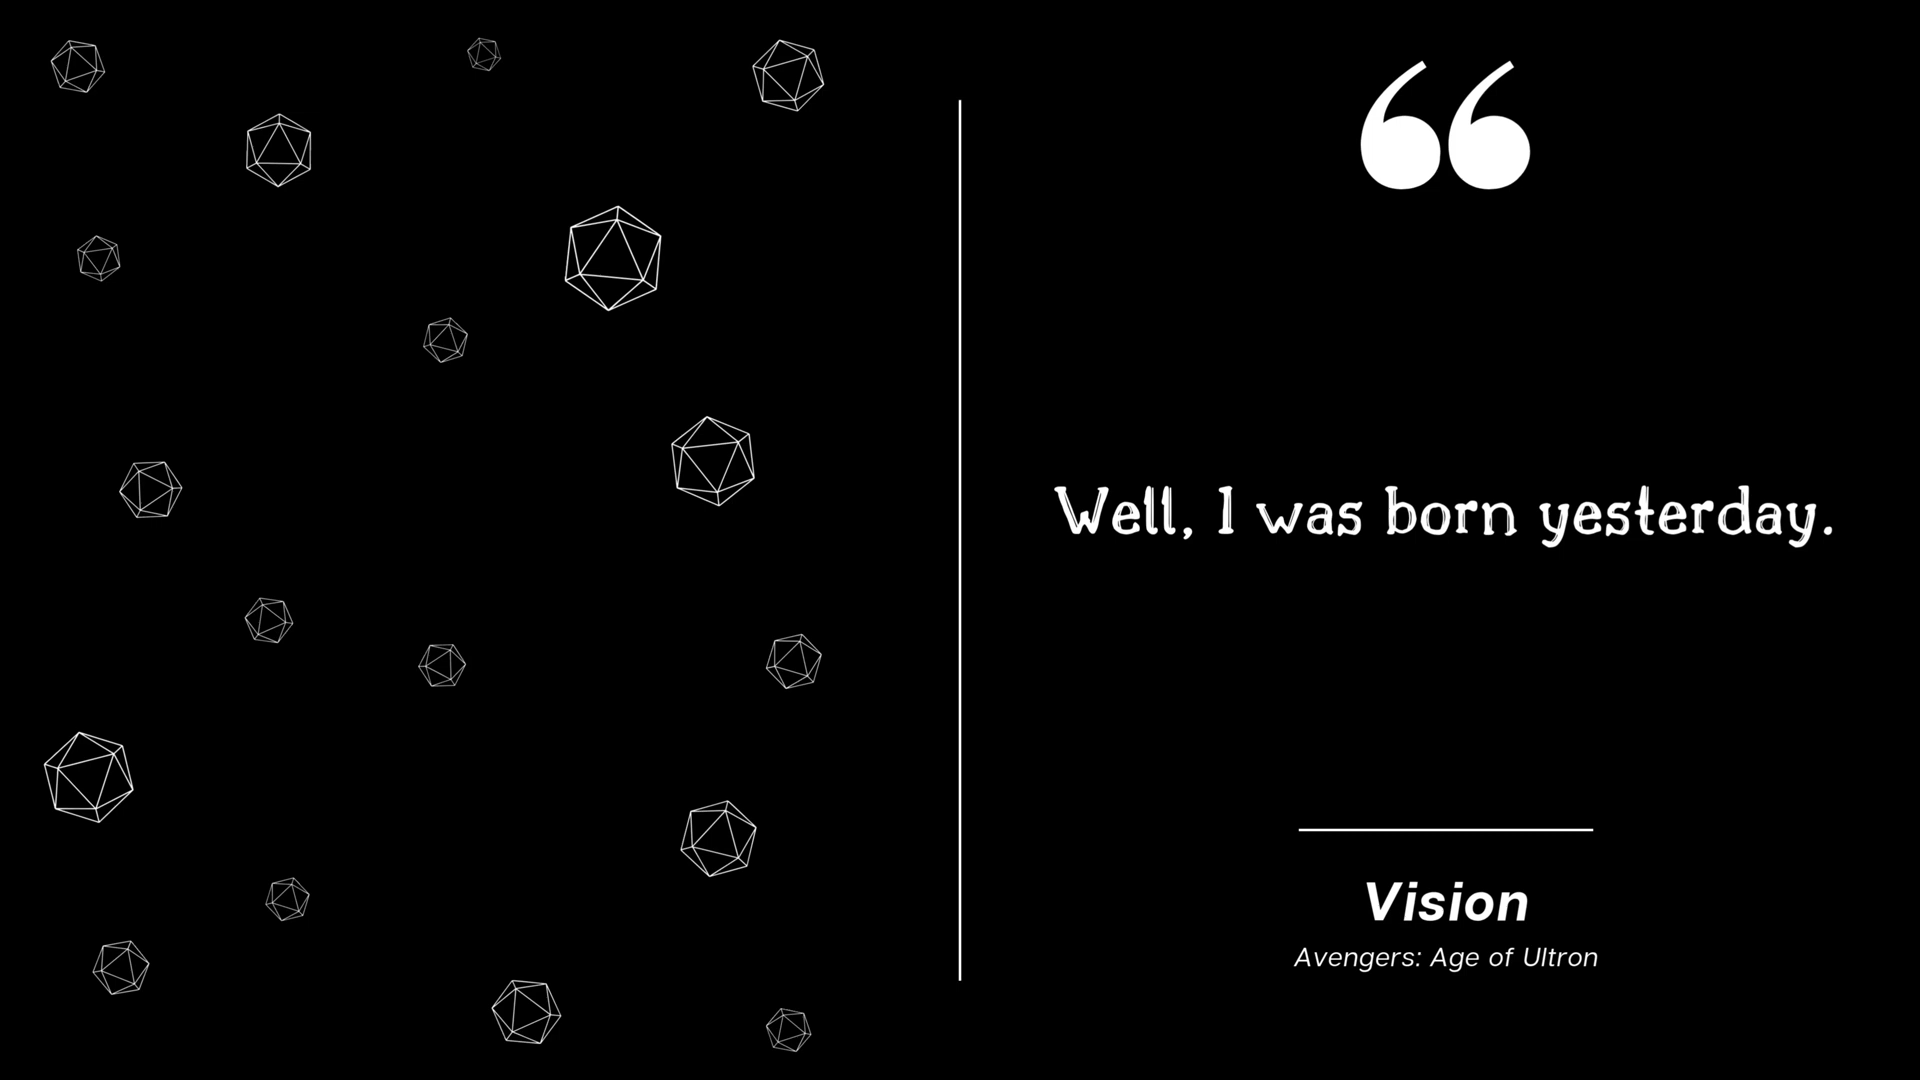 “
Well, I was born yesterday.
Vision
Avengers: Age of Ultron